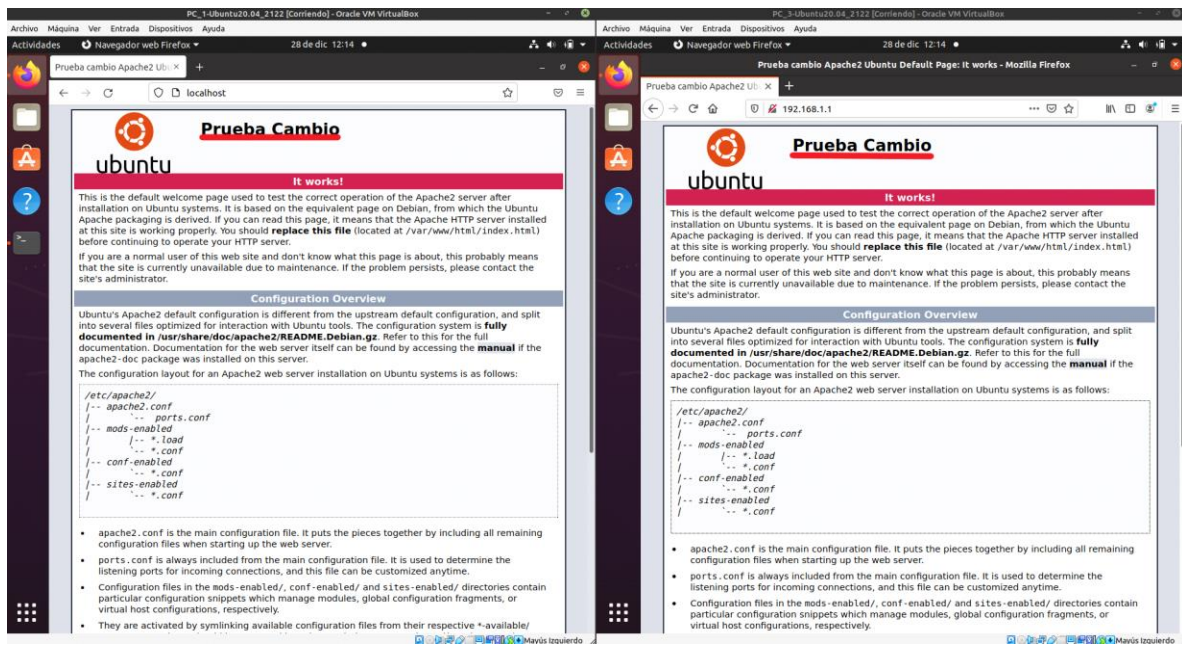 PC_1-Ubuntu20.04_2122 [Corriendo] - Oracle VM VirtualBox
Archivo Máquina Ver Entrada Dispositivos Ayuda
Actividades Navegador web Firefox 28 de dic 12:14
Prueba cambio Apache2 Ubu
localhost
Prueba Cambio
ubuntu
It works!
This is the default welcome page used to test the correct operation of the Apache2 server after
installation on Ubuntu systems. It is based on the equivalent page on Debian, from which the Ubuntu
Apache packaging is derived. If you can read this page, it means that the Apache HTTP server installed
at this site is working properly. You should replace this file (located at /var/www/html/index.html)
before continuing to operate your HTTP server.
If you are a normal user of this web site and don't know what this page is about, this probably means
that the site is currently unavailable due to maintenance. If the problem persists, please contact the
site's administrator.
Configuration Overview
Ubuntu's Apache2 default configuration is different from the upstream default configuration, and split
into several files optimized for interaction with Ubuntu tools. The configuration system is fully
documented in /usr/share/doc/apache2/README.Debian.gz. Refer to this for the full
documentation. Documentation for the web server itself can be found by accessing the manual if the
apache2-doc package was installed on this server.
The configuration layout for an Apache2 web server installation on Ubuntu systems is as follows:
/etc/apache2/
|-- apache2.conf
|       `--  ports.conf
|-- mods-enabled
|       |-- *.load
|       `-- *.conf
|-- conf-enabled
|       `-- *.conf
|-- sites-enabled
|       `-- *.conf
• apache2.conf is the main configuration file. It puts the pieces together by including all remaining
configuration files when starting up the web server.
• ports.conf is always included from the main configuration file. It is used to determine the
listening ports for incoming connections, and this file can be customized anytime.
• Configuration files in the mods-enabled/, conf-enabled/ and sites-enabled/ directories contain
particular configuration snippets which manage modules, global configuration fragments, or
virtual host configurations, respectively.
• They are activated by symlinking available configuration files from their respective *-available/
Mayús Izquierdo
PC_3-Ubuntu20.04_2122 [Corriendo] - Oracle VM VirtualBox
Archivo Máquina Ver Entrada Dispositivos Ayuda
Actividades Navegador web Firefox 28 de dic 12:14
Prueba cambio Apache2 Ubuntu Default Page: It works - Mozilla Firefox
Prueba cambio Apache2 Ub
192.168.1.1
Prueba Cambio
ubuntu
It works!
This is the default welcome page used to test the correct operation of the Apache2 server after
installation on Ubuntu systems. It is based on the equivalent page on Debian, from which the Ubuntu
Apache packaging is derived. If you can read this page, it means that the Apache HTTP server installed
at this site is working properly. You should replace this file (located at /var/www/html/index.html)
before continuing to operate your HTTP server.
If you are a normal user of this web site and don't know what this page is about, this probably means
that the site is currently unavailable due to maintenance. If the problem persists, please contact the
site's administrator.
Configuration Overview
Ubuntu's Apache2 default configuration is different from the upstream default configuration, and split
into several files optimized for interaction with Ubuntu tools. The configuration system is fully
documented in /usr/share/doc/apache2/README.Debian.gz. Refer to this for the full
documentation. Documentation for the web server itself can be found by accessing the manual if the
apache2-doc package was installed on this server.
The configuration layout for an Apache2 web server installation on Ubuntu systems is as follows:
/etc/apache2/
|-- apache2.conf
|       `--  ports.conf
|-- mods-enabled
|       |-- *.load
|       `-- *.conf
|-- conf-enabled
|       `-- *.conf
|-- sites-enabled
|       `-- *.conf
• apache2.conf is the main configuration file. It puts the pieces together by including all remaining
configuration files when starting up the web server.
• ports.conf is always included from the main configuration file. It is used to determine the
listening ports for incoming connections, and this file can be customized anytime.
• Configuration files in the mods-enabled/, conf-enabled/ and sites-enabled/ directories contain
particular configuration snippets which manage modules, global configuration fragments, or
virtual host configurations, respectively.
Mayús Izquierdo